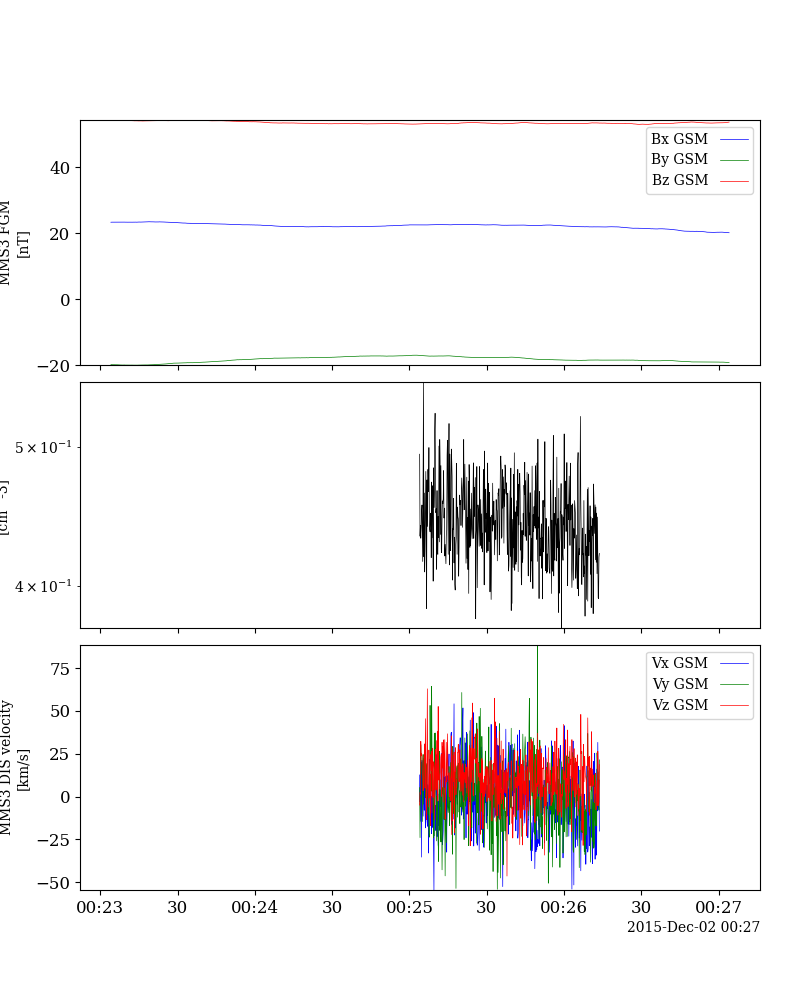 MMS3 FGM
[nT]
40
20
0
−20
Bx GSM
By GSM
Bz GSM
[cm -3]
5 × 10⁻¹
4 × 10⁻¹
MMS3 DIS velocity
[km/s]
75
50
25
0
−25
−50
Vx GSM
Vy GSM
Vz GSM
00:23 30 00:24 30 00:25 30 00:26 30 00:27
2015-Dec-02 00:27